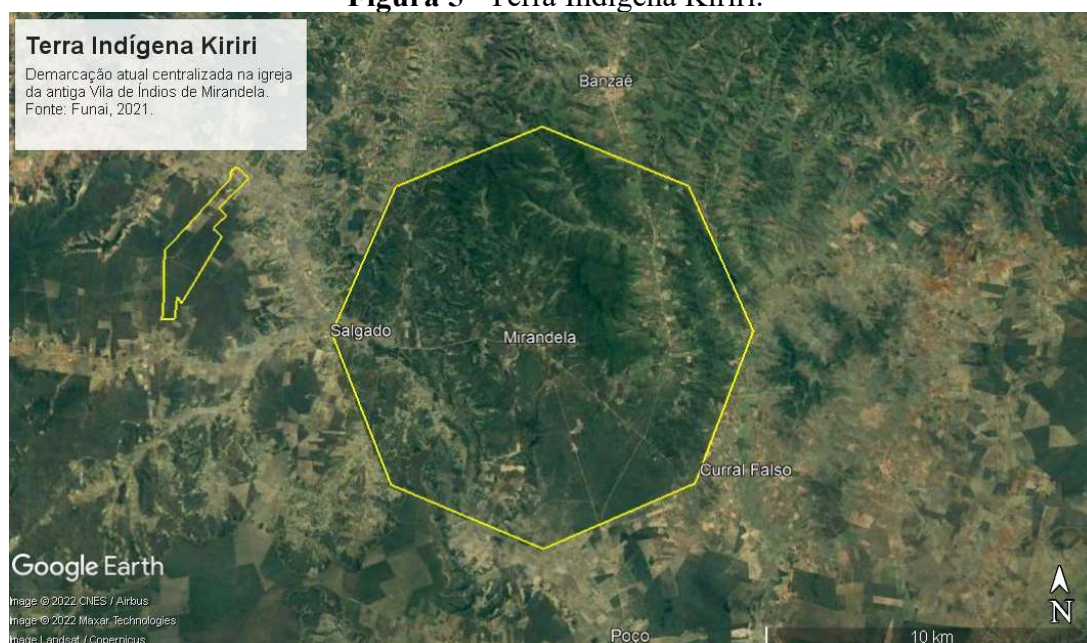 Figura 3 - Terra Indígena Kiriri.
Terra Indígena Kiriri
Demarcação atual centralizada na igreja
da antiga Vila de Índios de Mirandela.
Fonte: Funai, 2021.
Banzaê
Salgado
Mirandela
Curral Falso
Google Earth
Image © 2022 CNES / Airbus
Image © 2022 Maxar Technologies
Image Landsat / Copernicus
Poço
10 km
N